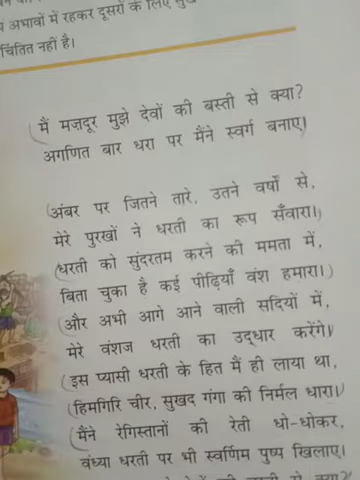 अभावों में रहकर दूसरों के लिए सुख
चिंतित नहीं है।
मैं मज़दूर मुझे देवों की बस्ती से क्या?
अगणित बार धरा पर मैंने स्वर्ग बनाए।
अंबर पर जितने तारे, उतने वर्षों से,
मेरे पुरखों ने धरती का रूप सँवारा।
धरती को सुंदरतम करने की ममता में,
बिता चुका है कई पीढ़ियाँ वंश हमारा।
और अभी आगे आने वाली सदियों में,
मेरे वंशज धरती का उद्धार करेंगे।
इस प्यासी धरती के हित मैं ही लाया था,
हिमगिरि चीर, सुखद गंगा की निर्मल धारा।
मैंने रेगिस्तानों की रेती धो-धोकर,
वंध्या धरती पर भी स्वर्णिम पुष्प खिलाए।